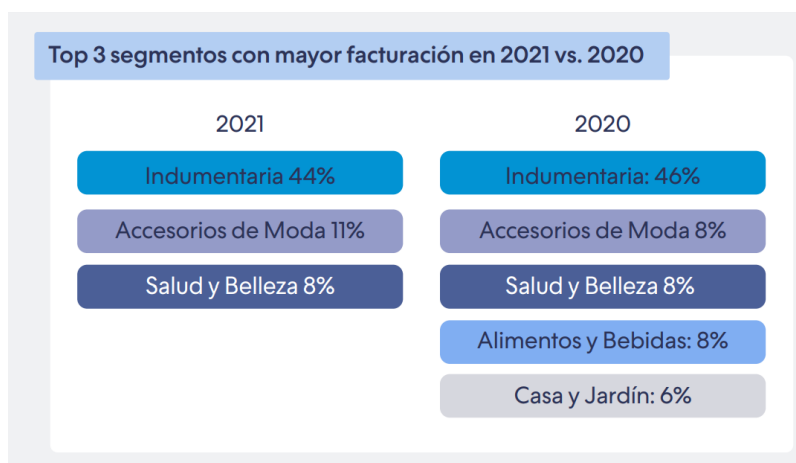 Top 3 segmentos con mayor facturación en 2021 vs. 2020
2021
Indumentaria 44%
Accesorios de Moda 11%
Salud y Belleza 8%
2020
Indumentaria: 46%
Accesorios de Moda 8%
Salud y Belleza 8%
Alimentos y Bebidas: 8%
Casa y Jardín: 6%